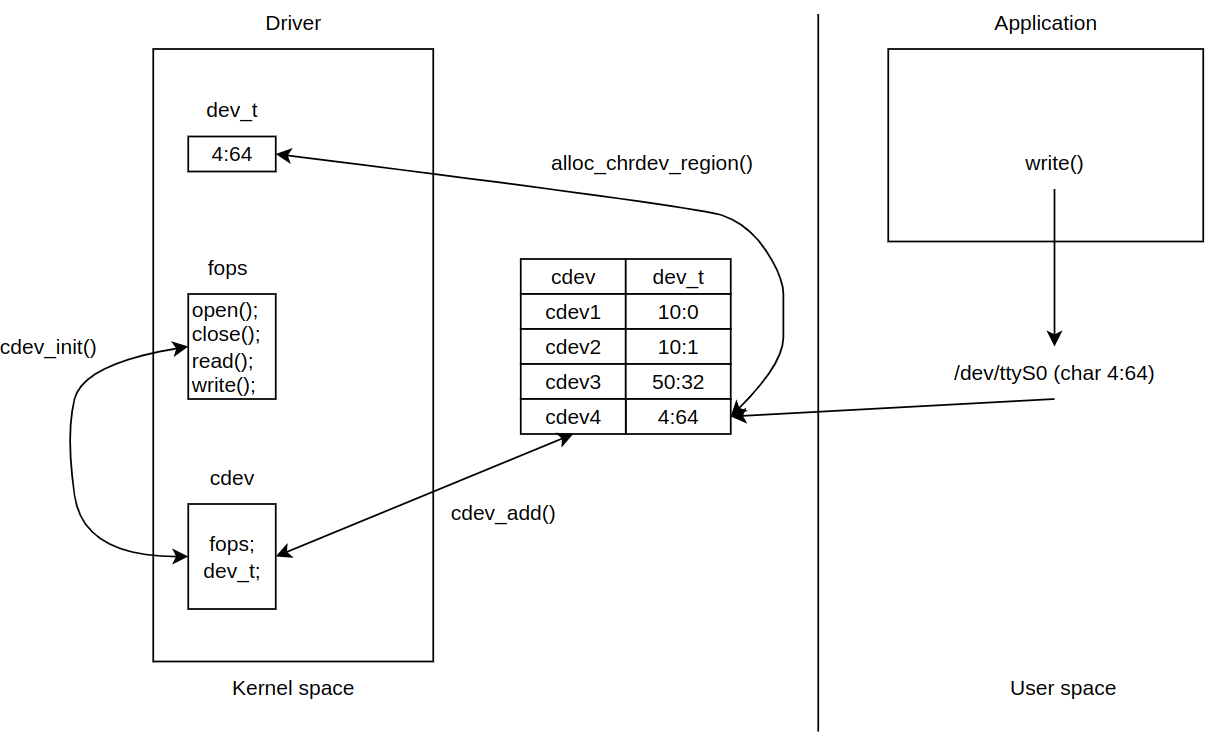 Driver
Application
dev_t
4:64
alloc_chrdev_region()
write()
fops
open();
close();
read();
write();
cdev_init()
cdev dev_t
cdev1 10:0
cdev2 10:1
cdev3 50:32
cdev4 4:64
/dev/ttyS0 (char 4:64)
cdev
fops;
dev_t;
cdev_add()
Kernel space
User space